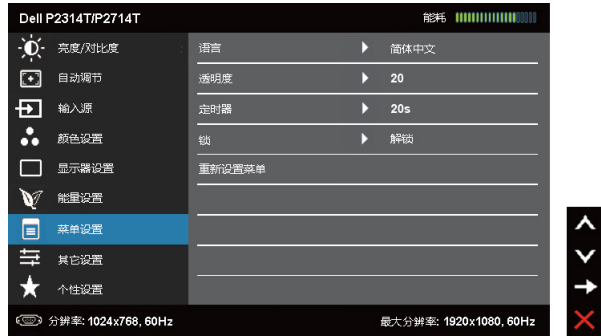 Dell P2314T/P2714T 能耗
亮度/对比度
自动调节
输入源
颜色设置
显示器设置
能量设置
菜单设置
其它设置
个性设置
语言 简体中文
透明度 20
定时器 20s
锁 解锁
重新设置菜单
分辨率: 1024x768, 60Hz 最大分辨率: 1920x1080, 60Hz